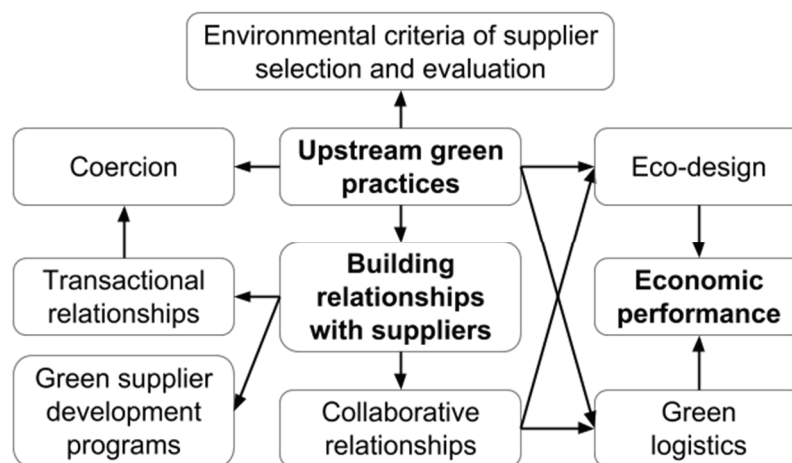 Environmental criteria of supplier
selection and evaluation
Coercion
Upstream green
practices
Eco-design
Transactional
relationships
Building
relationships
with suppliers
Economic
performance
Green supplier
development
programs
Collaborative
relationships
Green
logistics